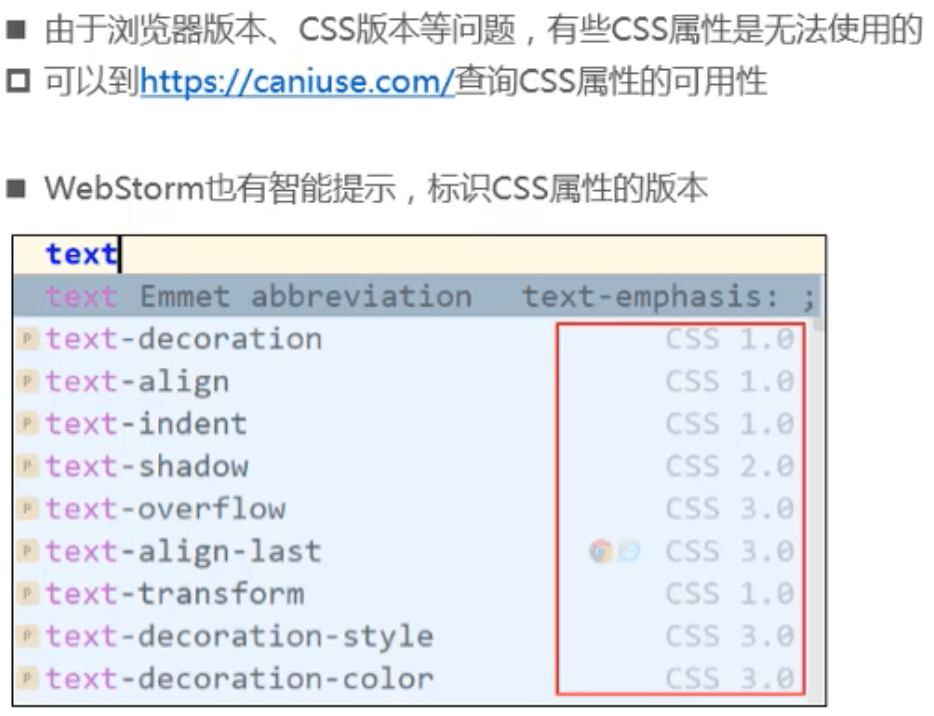 由于浏览器版本、CSS版本等问题，有些CSS属性是无法使用的
可以到https://caniuse.com/查询CSS属性的可用性
WebStorm也有智能提示，标识CSS属性的版本
text
text Emmet abbreviation text-emphasis: ;
P text-decoration CSS 1.0
P text-align CSS 1.0
P text-indent CSS 1.0
P text-shadow CSS 2.0
P text-overflow CSS 3.0
P text-align-last CSS 3.0
P text-transform CSS 1.0
P text-decoration-style CSS 3.0
P text-decoration-color CSS 3.0